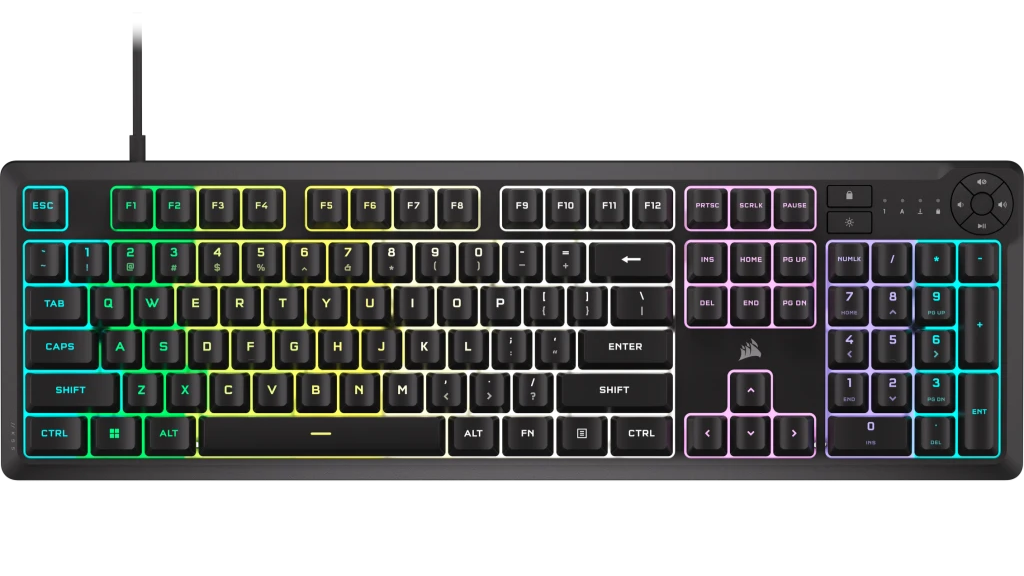 ESC F1 F2 F3 F4 F5 F6 F7 F8 F9 F10 F11 F12 PRTSC SCRLK PAUSE
1 A
~ 1 2 3 4 5 6 7 8 9 0 - = INS HOME PG UP NUMLK / * -
! # $ % ^ * ( ) - +
TAB Q W E R T Y U I O P [ ] \ DEL END PG DN 7 8 9 +
{ } | HOME PG UP
CAPS A S D F G H J K L ; ' ENTER 4 5 6
: "
SHIFT Z X C V B N M / SHIFT 1 2 3
< > ? END PG DN ENT
CTRL ALT ALT FN CTRL 0 .
INS DEL